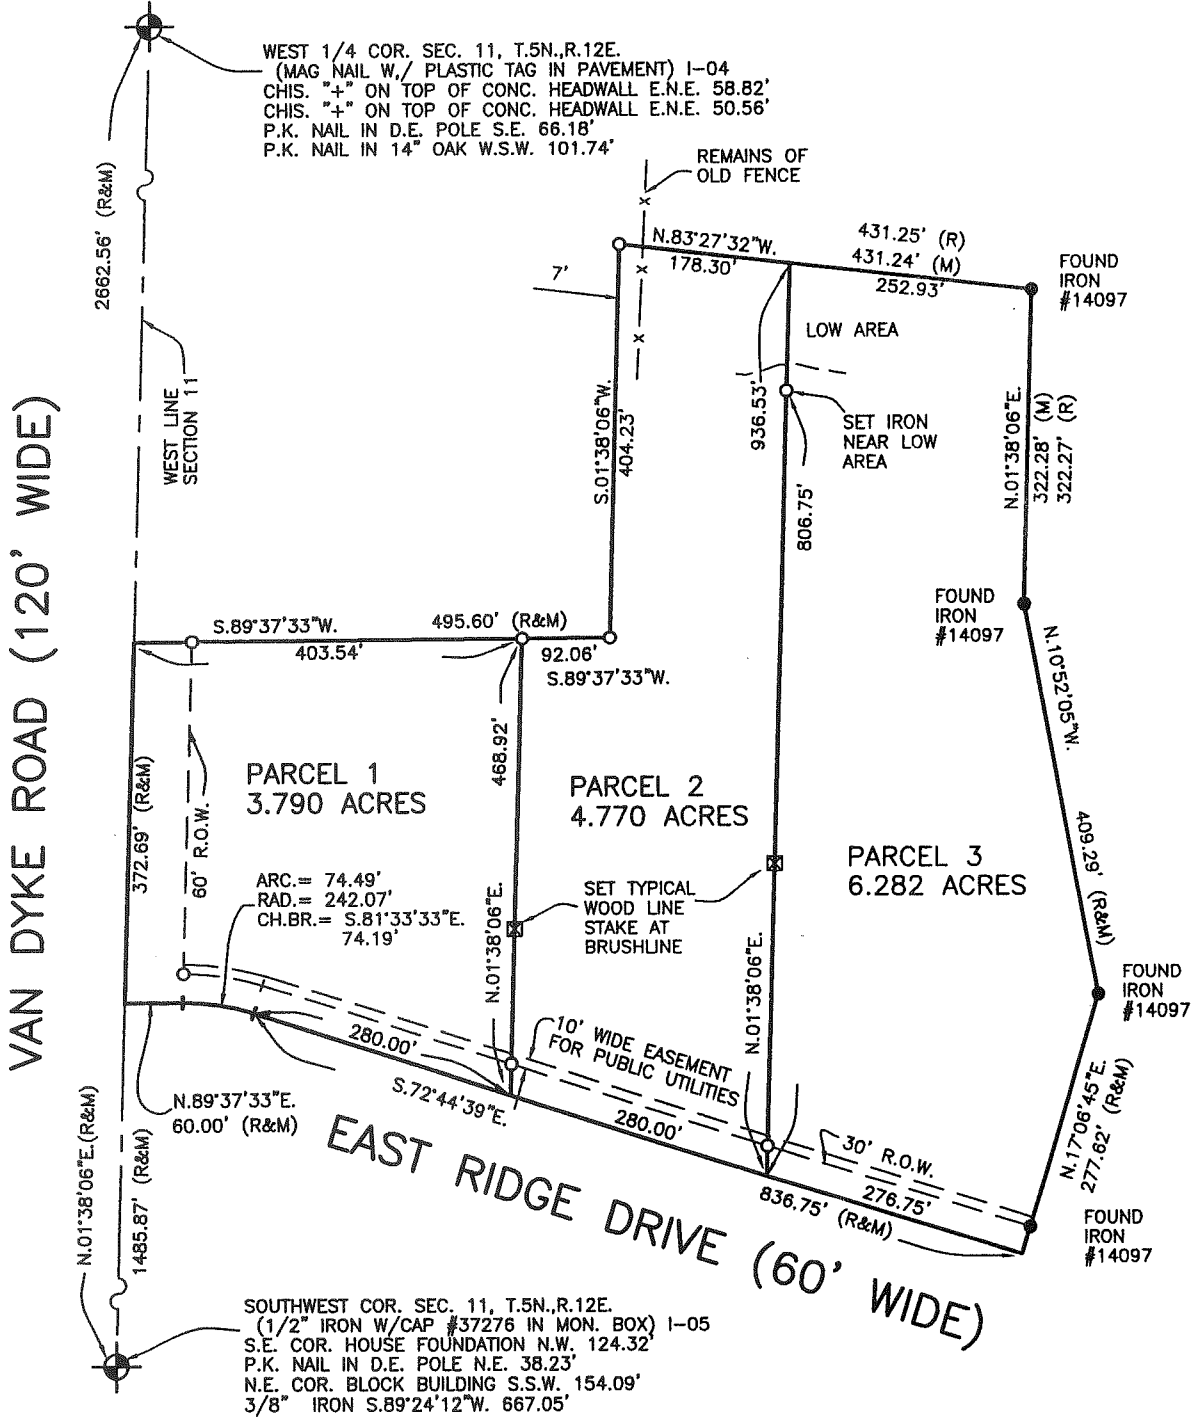 WEST 1/4 COR. SEC. 11, T.5N.,R.12E.
(MAG NAIL W,/ PLASTIC TAG IN PAVEMENT) I-04
CHIS. "+" ON TOP OF CONC. HEADWALL E.N.E. 58.82'
CHIS. "+" ON TOP OF CONC. HEADWALL E.N.E. 50.56'
P.K. NAIL IN D.E. POLE S.E. 66.18'
P.K. NAIL IN 14" OAK W.S.W. 101.74'
2662.56' (R&M)
REMAINS OF
OLD FENCE
N.83°27'32"W.
178.30'
431.25' (R)
431.24' (M)
252.93'
FOUND
IRON
#14097
7'
LOW AREA
WEST LINE
SECTION 11
S.01°38'06"W.
404.23'
936.53'
SET IRON
NEAR LOW
AREA
806.75'
N.01°38'06"E.
322.28' (M)
322.27' (R)
VAN DYKE ROAD (120' WIDE)
FOUND
IRON
#14097
S.89°37'33"W.
495.60' (R&M)
403.54'
92.06'
S.89°37'33"W.
N.10°52'05"W.
409.29' (R&M)
468.92'
372.69' (R&M)
60' R.O.W.
PARCEL 1
3.790 ACRES
PARCEL 2
4.770 ACRES
PARCEL 3
6.282 ACRES
ARC.= 74.49'
RAD.= 242.07'
CH.BR.= S.81°33'33"E.
74.19'
N.01°38'06"E.
SET TYPICAL
WOOD LINE
STAKE AT
BRUSHLINE
N.01°38'06"E.
FOUND
IRON
#14097
280.00'
S.72°44'39"E.
10' WIDE EASEMENT
FOR PUBLIC UTILITIES
280.00'
30' R.O.W.
276.75'
836.75' (R&M)
N.17°06'45"E.
277.62' (R&M)
N.89°37'33"E.
60.00' (R&M)
EAST RIDGE DRIVE (60' WIDE)
FOUND
IRON
#14097
N.01°38'06"E.(R&M)
1485.87' (R&M)
SOUTHWEST COR. SEC. 11, T.5N.,R.12E.
(1/2" IRON W/CAP #37276 IN MON. BOX) I-05
S.E. COR. HOUSE FOUNDATION N.W. 124.32'
P.K. NAIL IN D.E. POLE N.E. 38.23'
N.E. COR. BLOCK BUILDING S.S.W. 154.09'
3/8" IRON S.89°24'12"W. 667.05'